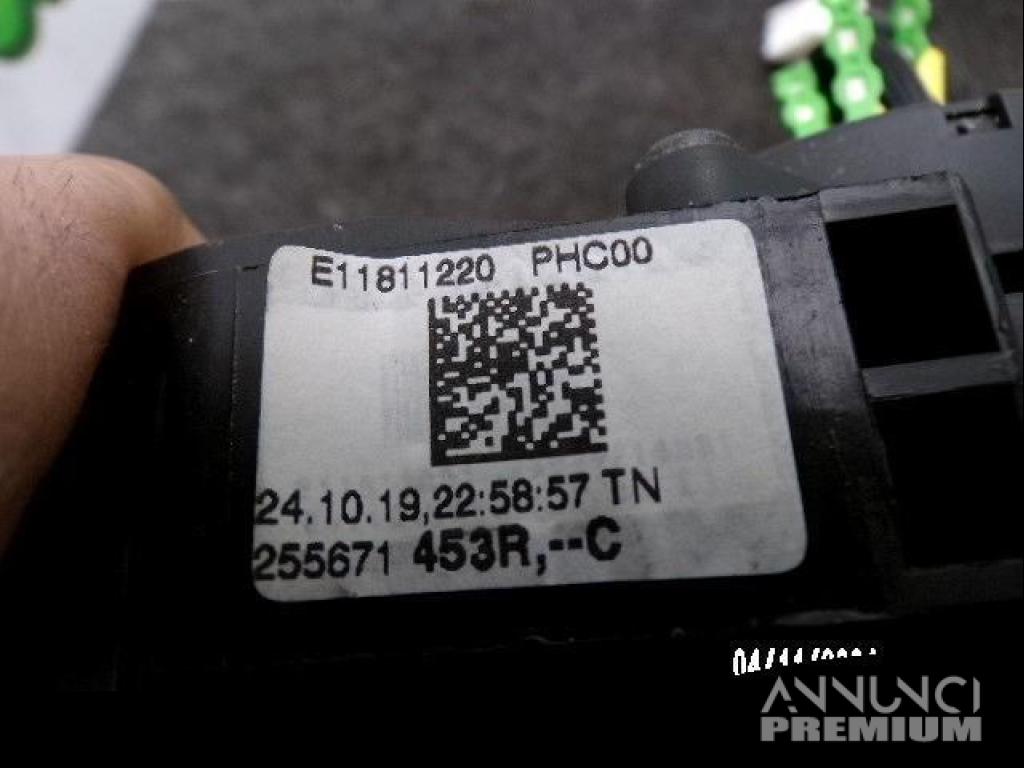 E11811220 PHC00
24.10.19,22:58:57 TN
255671 453R,--C
ANNUNCI
PREMIUM